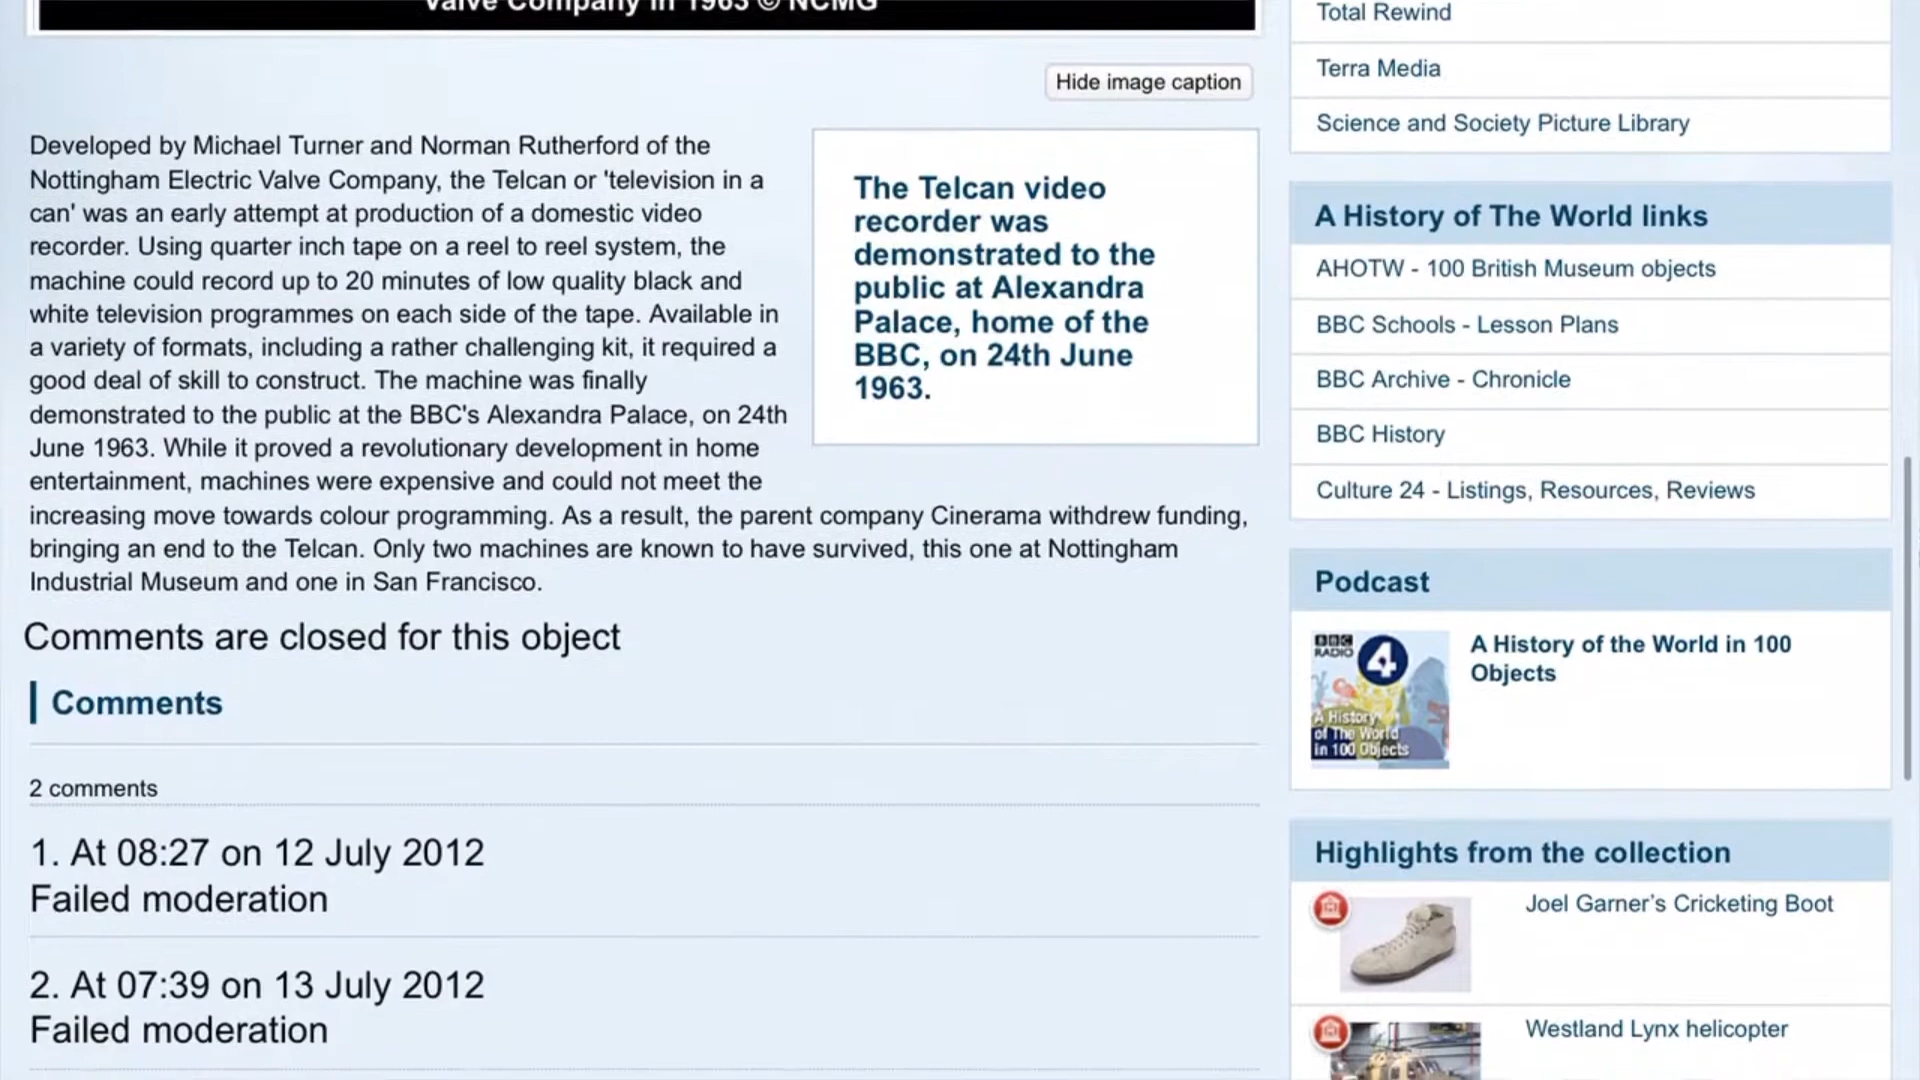 Valve Company in 1963 © NCMG
Hide image caption
Developed by Michael Turner and Norman Rutherford of the
Nottingham Electric Valve Company, the Telcan or 'television in a
can' was an early attempt at production of a domestic video
recorder. Using quarter inch tape on a reel to reel system, the
machine could record up to 20 minutes of low quality black and
white television programmes on each side of the tape. Available in
a variety of formats, including a rather challenging kit, it required a
good deal of skill to construct. The machine was finally
demonstrated to the public at the BBC's Alexandra Palace, on 24th
June 1963. While it proved a revolutionary development in home
entertainment, machines were expensive and could not meet the
increasing move towards colour programming. As a result, the parent company Cinerama withdrew funding,
bringing an end to the Telcan. Only two machines are known to have survived, this one at Nottingham
Industrial Museum and one in San Francisco.
The Telcan video
recorder was
demonstrated to the
public at Alexandra
Palace, home of the
BBC, on 24th June
1963.
Comments are closed for this object
Comments
2 comments
1. At 08:27 on 12 July 2012
Failed moderation
2. At 07:39 on 13 July 2012
Failed moderation
Total Rewind
Terra Media
Science and Society Picture Library
A History of The World links
AHOTW - 100 British Museum objects
BBC Schools - Lesson Plans
BBC Archive - Chronicle
BBC History
Culture 24 - Listings, Resources, Reviews
Podcast
BBC
RADIO
4
A History
of The World
in 100 Objects
A History of the World in 100
Objects
Highlights from the collection
Joel Garner’s Cricketing Boot
Westland Lynx helicopter